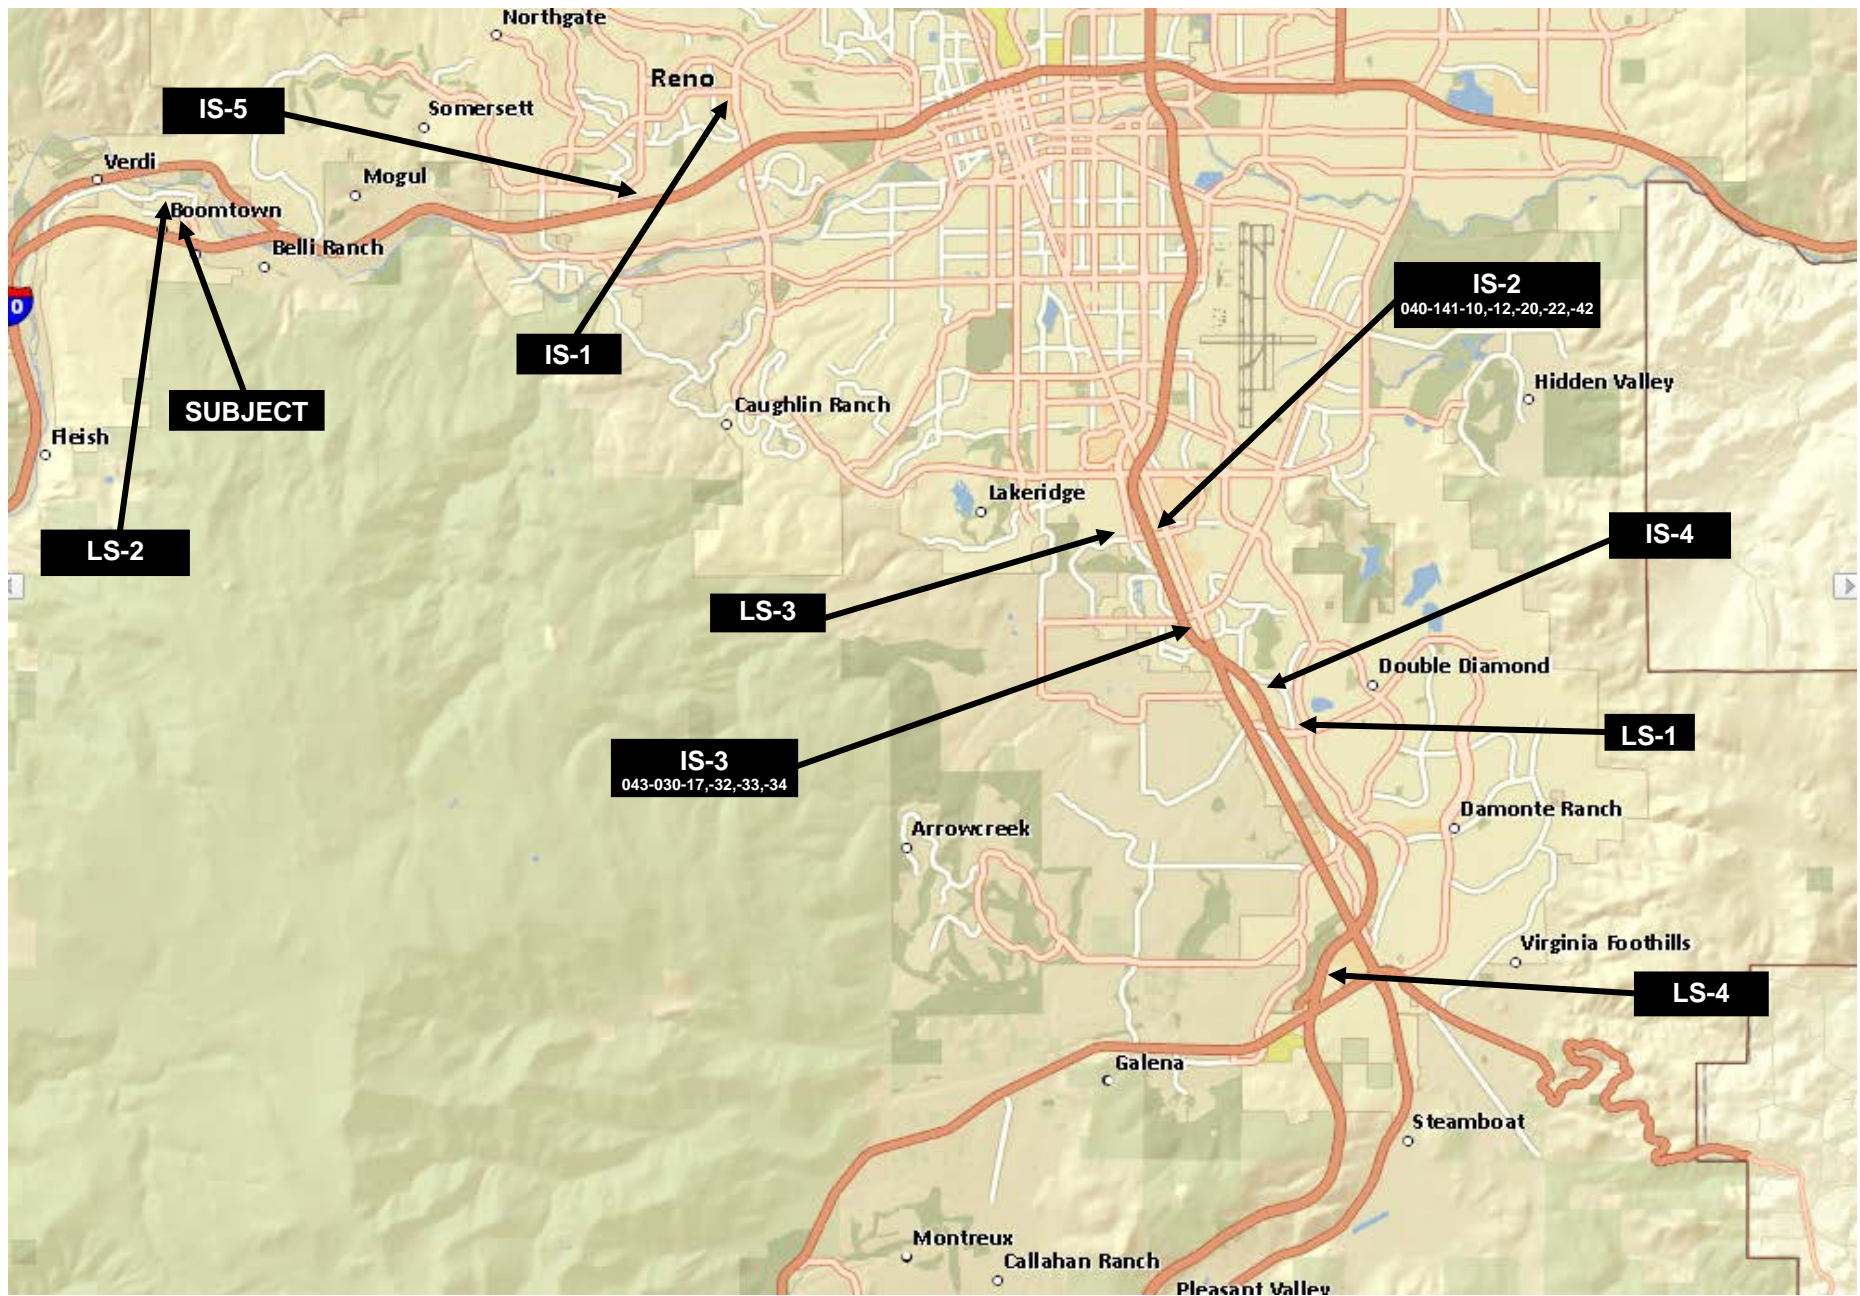 Northgate
Reno
IS-5
Somersett
Verdi
Mogul
Boomtown
Belli Ranch
0
IS-2
040-141-10,-12,-20,-22,-42
IS-1
SUBJECT
Hidden Valley
Caughlin Ranch
Fleish
Lakeridge
LS-2
IS-4
LS-3
Double Diamond
LS-1
IS-3
043-030-17,-32,-33,-34
Damonte Ranch
Arrowcreek
Virginia Foothills
LS-4
Galena
Steamboat
Montreux
Callahan Ranch
Pleasant Valley